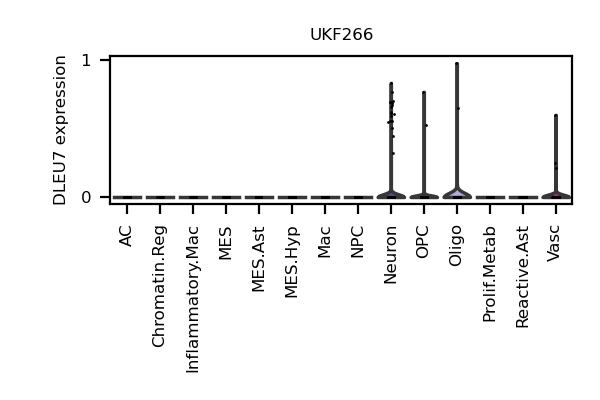 UKF266
DLEU7 expression
1
0
AC
Chromatin.Reg
Inflammatory.Mac
MES
MES.Ast
MES.Hyp
Mac
NPC
Neuron
OPC
Oligo
Prolif.Metab
Reactive.Ast
Vasc